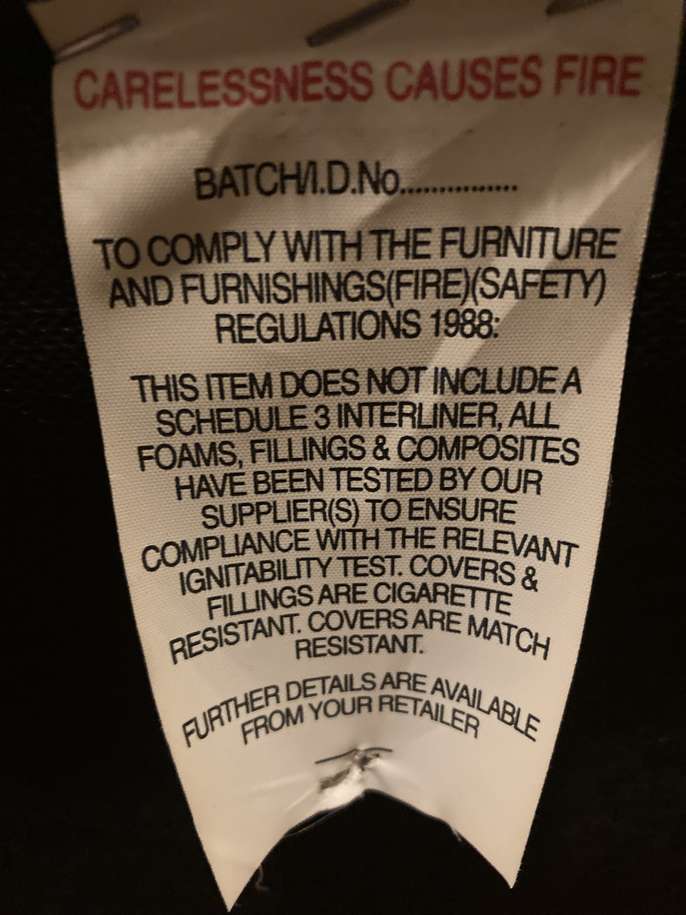 CARELESSNESS CAUSES FIRE
BATCH/I.D.No...............
TO COMPLY WITH THE FURNITURE
AND FURNISHINGS(FIRE)(SAFETY)
REGULATIONS 1988:
THIS ITEM DOES NOT INCLUDE A
SCHEDULE 3 INTERLINER, ALL
FOAMS, FILLINGS & COMPOSITES
HAVE BEEN TESTED BY OUR
SUPPLIER(S) TO ENSURE
COMPLIANCE WITH THE RELEVANT
IGNITABILITY TEST. COVERS &
FILLINGS ARE CIGARETTE
RESISTANT. COVERS ARE MATCH
RESISTANT.
FURTHER DETAILS ARE AVAILABLE
FROM YOUR RETAILER